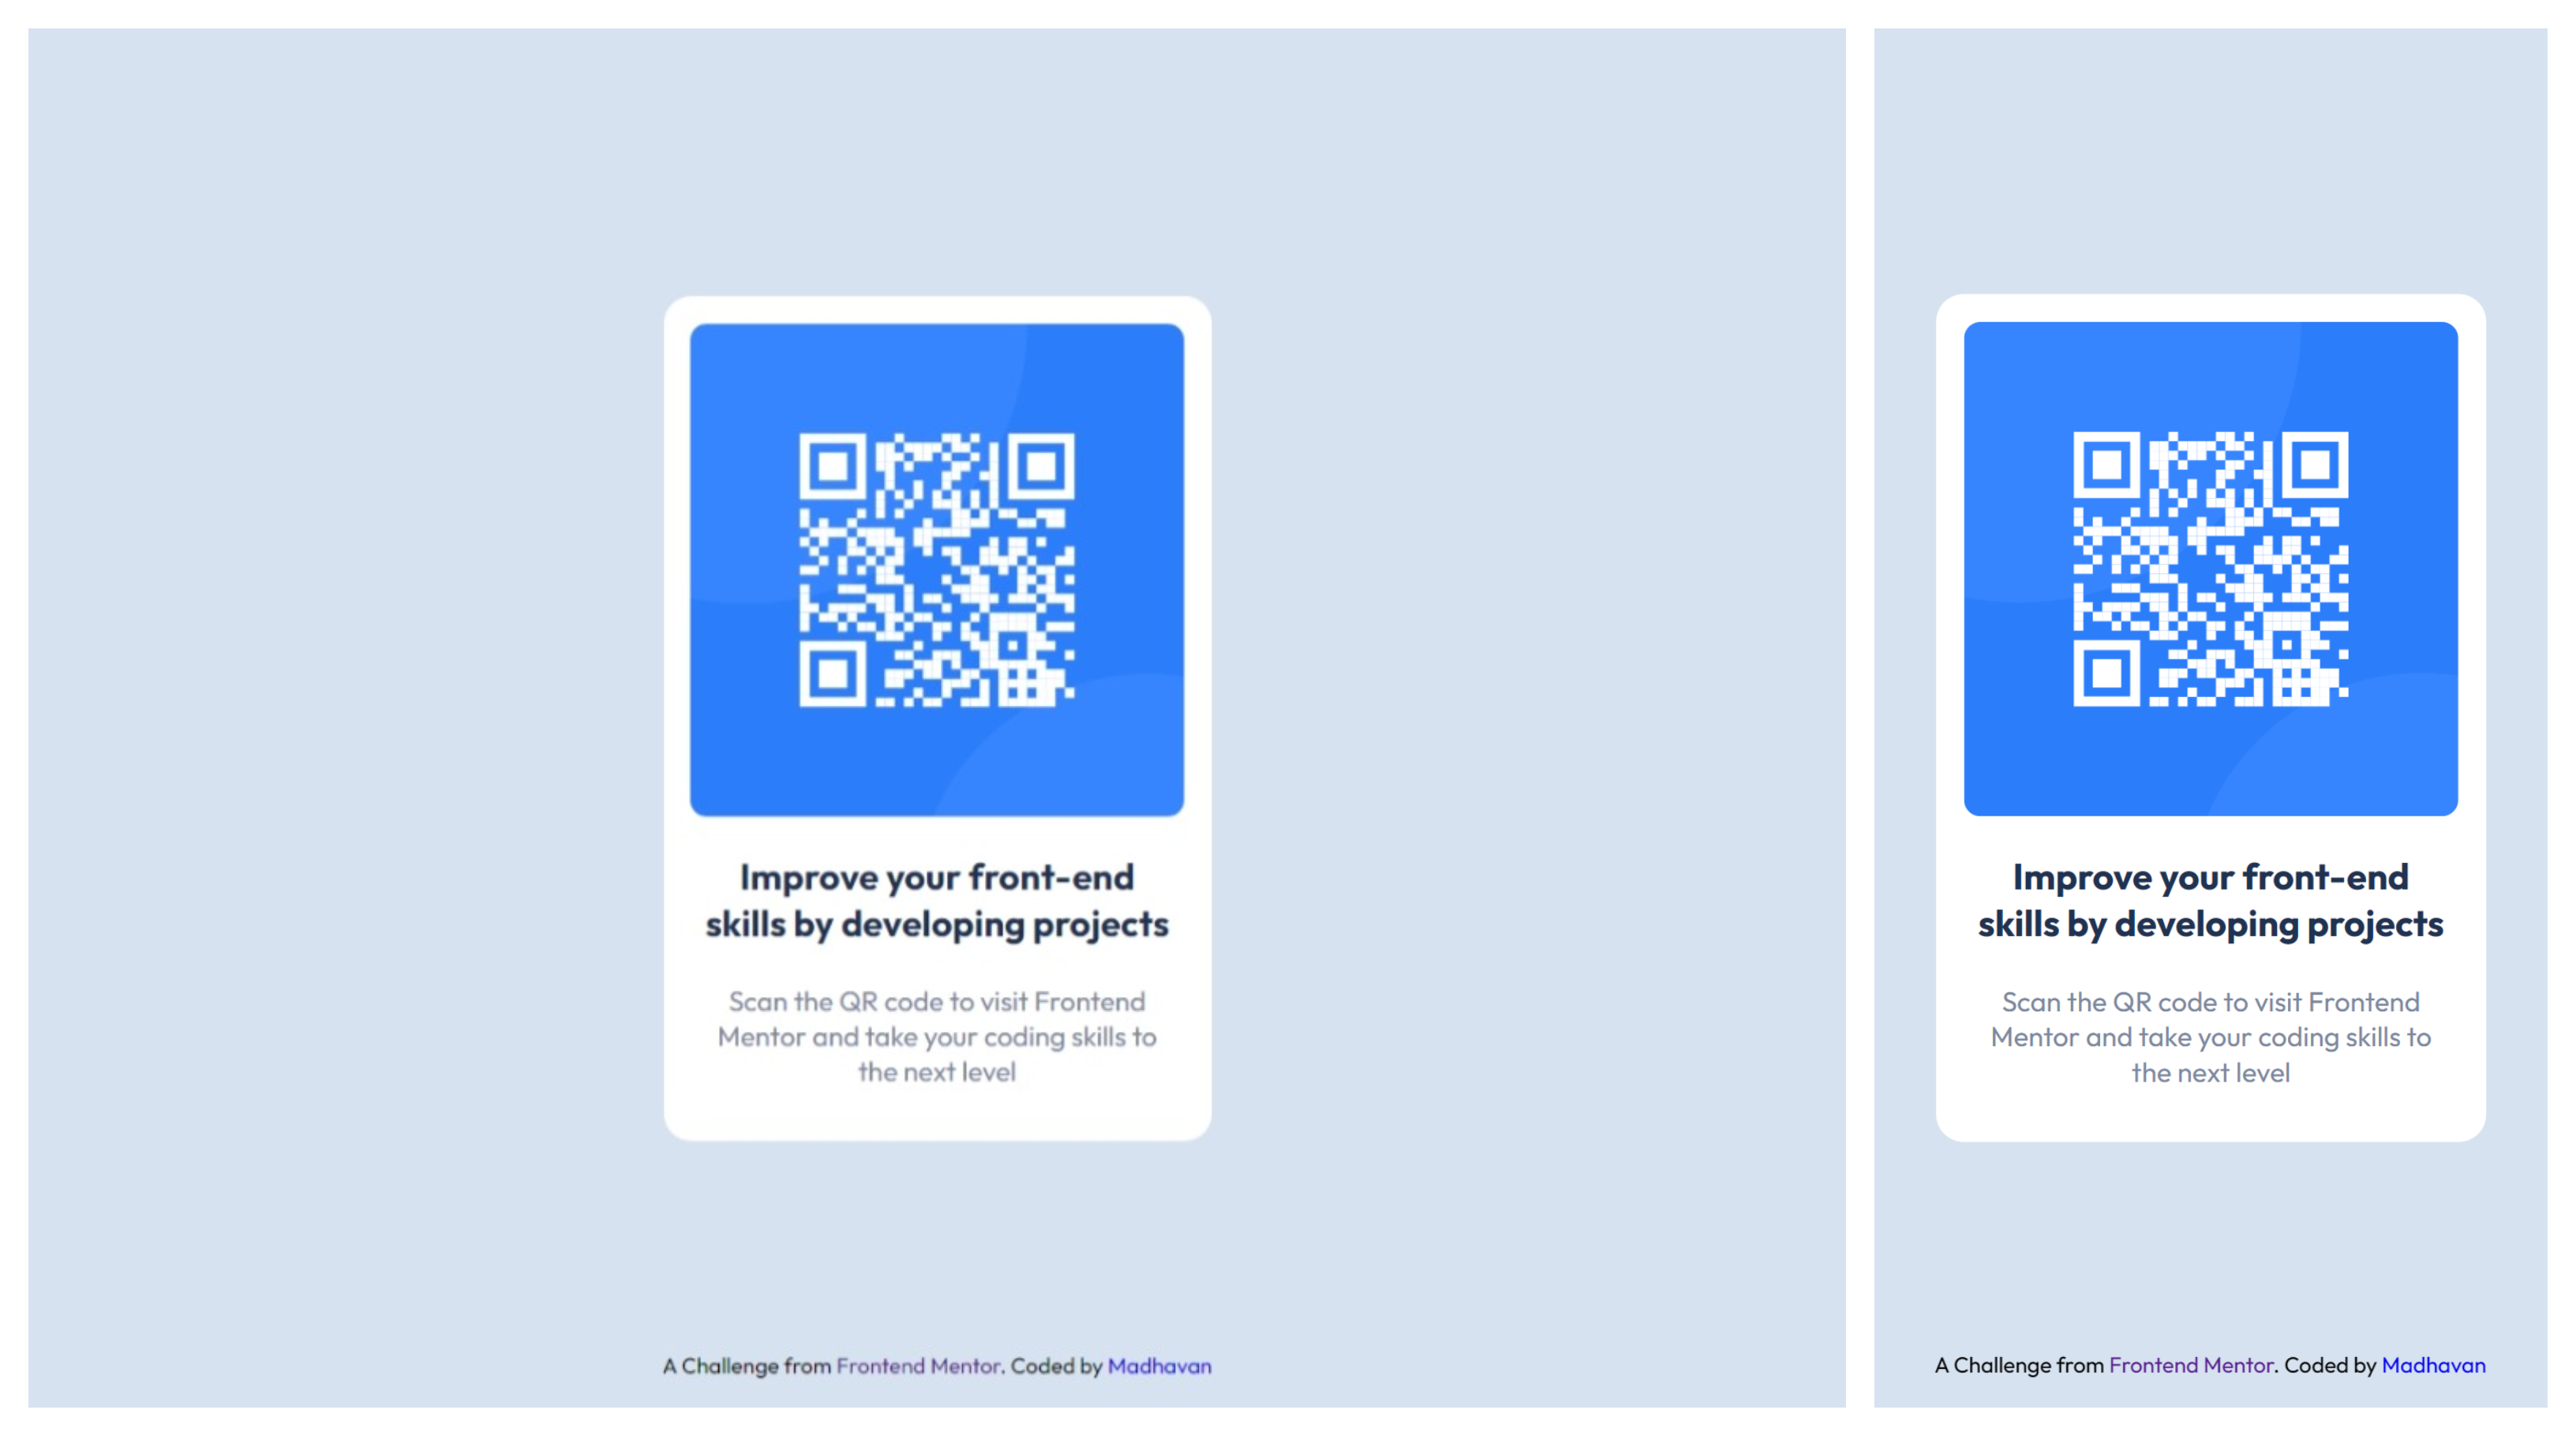 Improve your front-end
skills by developing projects
Scan the QR code to visit Frontend
Mentor and take your coding skills to
the next level
A Challenge from Frontend Mentor. Coded by Madhavan
Improve your front-end
skills by developing projects
Scan the QR code to visit Frontend
Mentor and take your coding skills to
the next level
A Challenge from Frontend Mentor. Coded by Madhavan